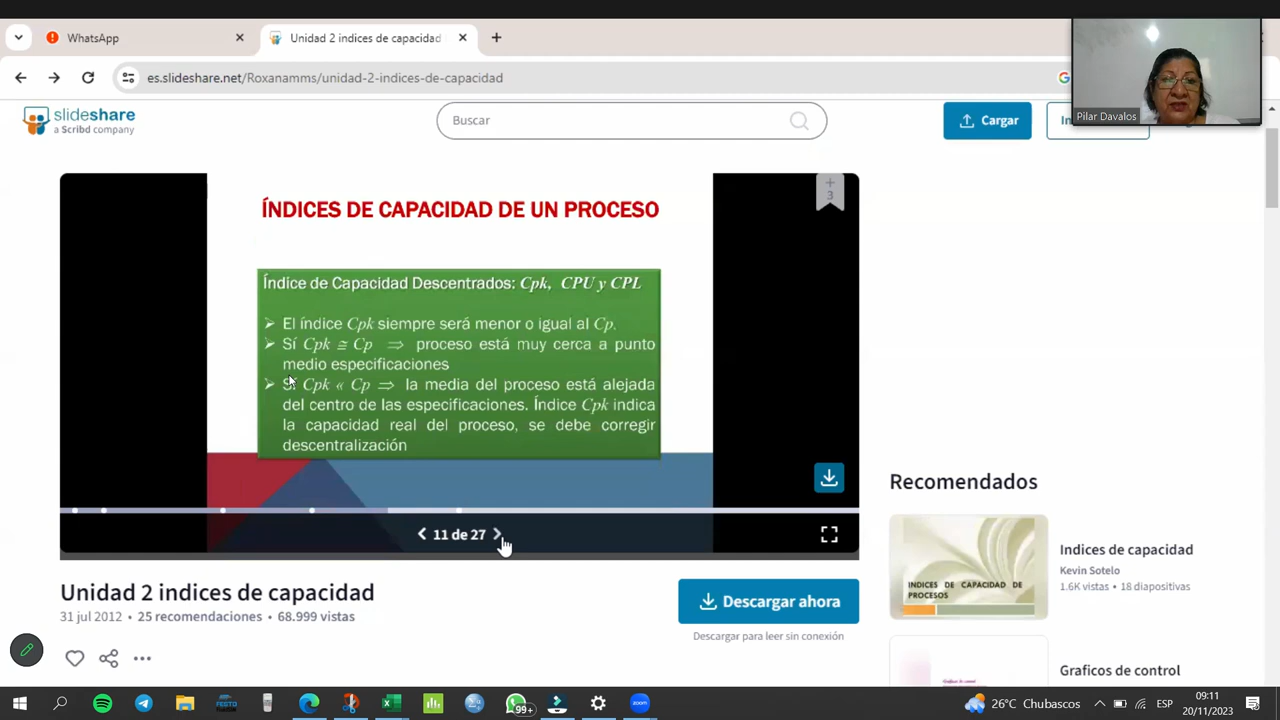 WhatsApp
Unidad 2 indices de capacidad
es.slideshare.net/Roxanamms/unidad-2-indices-de-capacidad
Pilar Davalos
slideshare
a Scribd company
Buscar
Cargar
+
3
ÍNDICES DE CAPACIDAD DE UN PROCESO
Índice de Capacidad Descentrados: Cpk, CPU y CPL
➢ El índice Cpk siempre será menor o igual al Cp.
➢ Sí Cpk ≅ Cp ⇒ proceso está muy cerca a punto
medio especificaciones
➢ Sí Cpk « Cp ⇒ la media del proceso está alejada
del centro de las especificaciones. Índice Cpk indica
la capacidad real del proceso, se debe corregir
descentralización
11 de 27
Unidad 2 indices de capacidad
31 jul 2012 • 25 recomendaciones • 68.999 vistas
Descargar ahora
Descargar para leer sin conexión
Recomendados
INDICES DE CAPACIDAD DE
PROCESOS
Indices de capacidad
Kevin Sotelo
1.6K vistas • 18 diapositivas
Graficos de control
FESTO
99+
zoom
26°C Chubascos
ESP
09:11
20/11/2023